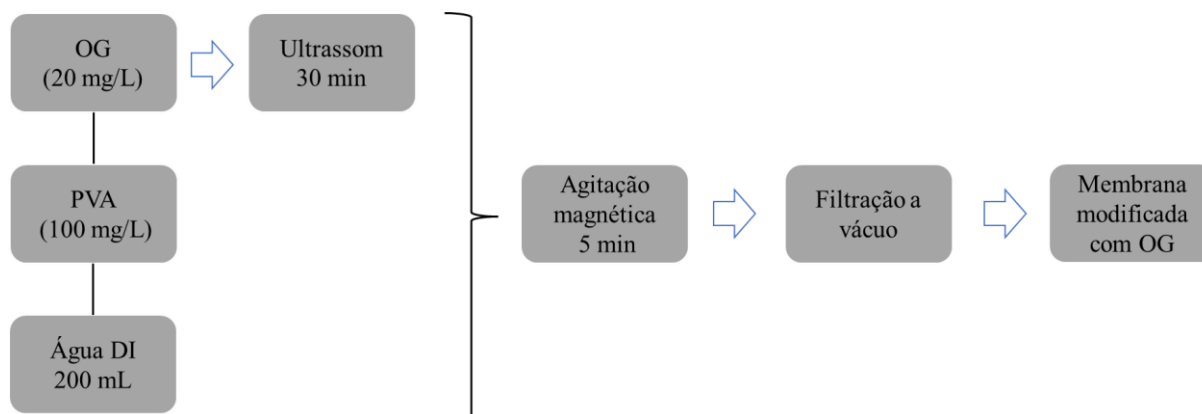 OG
(20 mg/L)
Ultrassom
30 min
PVA
(100 mg/L)
Água DI
200 mL
Agitação
magnética
5 min
Filtração a
vácuo
Membrana
modificada
com OG